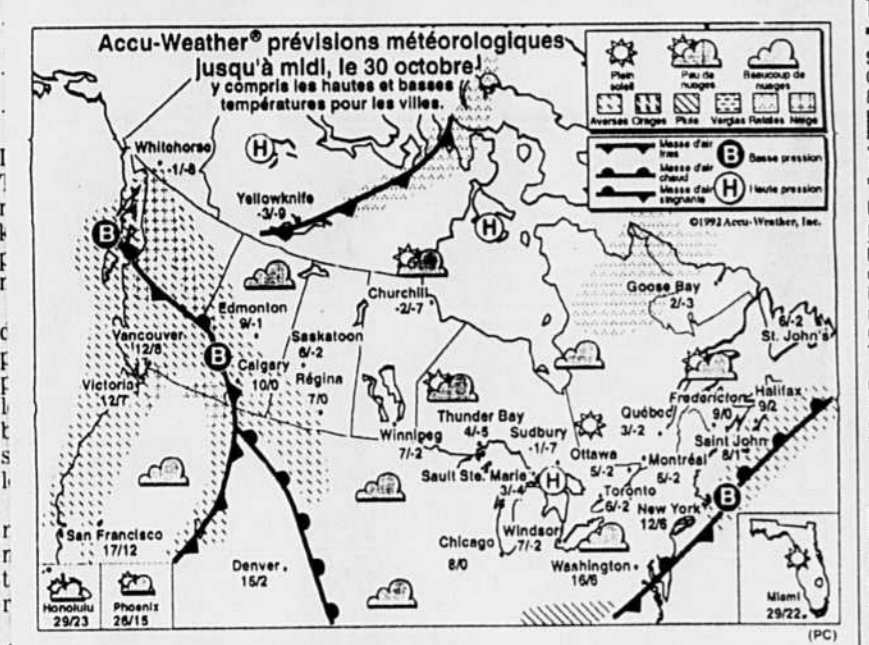 Accu-Weather® prévisions météorologiques
jusqu'à midi, le 30 octobre
y compris les hautes et basses
températures pour les villes.
Plein
soleil
Peu de
nuages
Beaucoup de
nuages
Averses Orages Pluie Verglas Rafales Neige
Masse d'air
frais
Masse d'air
chaud
Masse d'air
B Basse pression
H Haute pression
©1992 Accu-Weather, Inc.
Whitehorse
-1/-8
H
Yellowknife
-3/-9
H
B
Churchill
-2/-7
Goose Bay
2/-3
6/-2
St. John's
Edmonton
9/-1
Vancouver
12/8
B
Saskatoon
6/-2
Calgary
10/0
Régina
7/0
Victoria
12/7
Winnipeg
7/-2
Thunder Bay
4/-5
Sudbury
-1/-7
Sault Ste. Marie
3/-4
H
Ottawa
5/-2
Québec
3/-2
Montréal
5/-2
Fredericton
9/0
Halifax
9/2
Saint John
8/1
Toronto
6/-2
New York
12/6
B
Windsor
7/-2
Chicago
8/0
Washington
16/6
San Francisco
17/12
Denver
15/2
Honolulu
29/23
Phoenix
26/15
Miami
29/22
(PC)